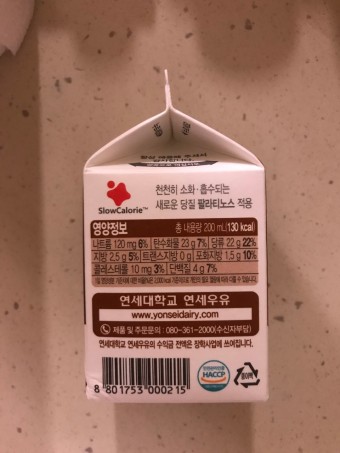 SlowCalorie™
천천히 소화·흡수되는
새로운 당질 팔라티노스 적용
영양정보 총 내용량 200 mL(130 kcal)
나트륨 120 mg 6% 탄수화물 23 g 7% 당류 22 g 22%
지방 2.5 g 5% 트랜스지방 0 g 포화지방 1.5 g 10%
콜레스테롤 10 mg 3% 단백질 4 g 7%
연세대학교 연세우유
www.yonseidairy.com
제품 및 주문문의 : 080-361-2000(수신자부담)
연세대학교 연세우유의 수익금 전액은 장학사업에 쓰여집니다.
8 801753 000215
HACCP
종이팩